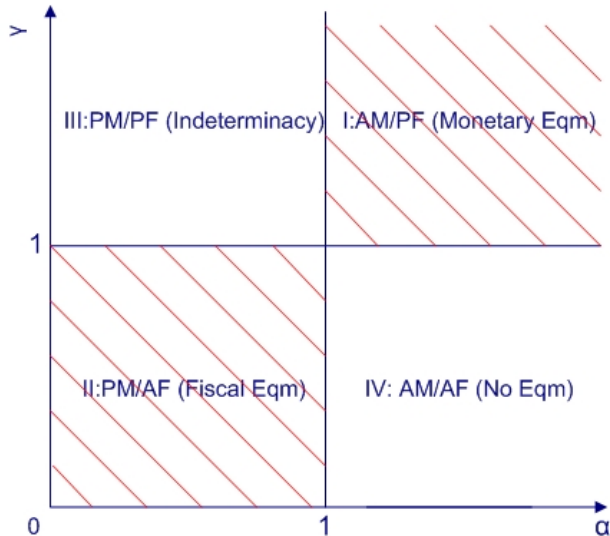 γ
III:PM/PF (Indeterminacy)
I:AM/PF (Monetary Eqm)
1
II:PM/AF (Fiscal Eqm)
IV: AM/AF (No Eqm)
0
1
α